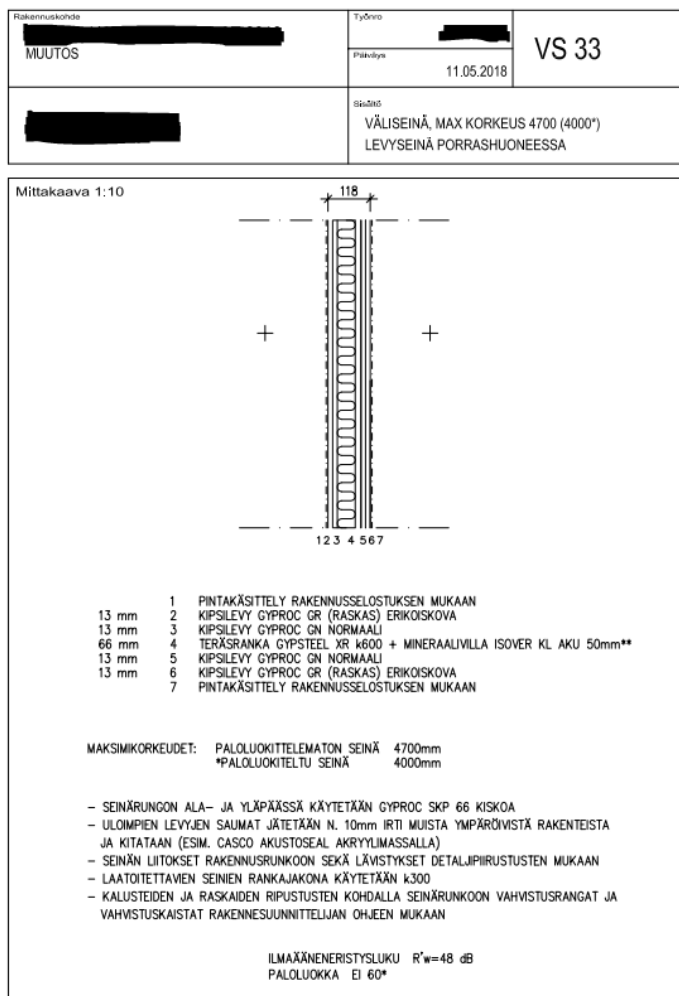 Rakennuskohde
MUUTOS
Työnro
Päiväys
11.05.2018
VS 33
Sisältö
VÄLISEINÄ, MAX KORKEUS 4700 (4000*)
LEVYSEINÄ PORRASHUONEESSA
Mittakaava 1:10
118
123 4 567
1 PINTAKÄSITTELY RAKENNUSSELOSTUKSEN MUKAAN
13 mm 2 KIPSILEVY GYPROC GR (RASKAS) ERIKOISKOVA
13 mm 3 KIPSILEVY GYPROC GN NORMAALI
66 mm 4 TERÄSRANKA GYPSTEEL XR k600 + MINERAALIVILLA ISOVER KL AKU 50mm**
13 mm 5 KIPSILEVY GYPROC GN NORMAALI
13 mm 6 KIPSILEVY GYPROC GR (RASKAS) ERIKOISKOVA
7 PINTAKÄSITTELY RAKENNUSSELOSTUKSEN MUKAAN
MAKSIMIKORKEUDET: PALOLUOKITTELEMATON SEINÄ 4700mm
*PALOLUOKITELTU SEINÄ 4000mm
– SEINÄRUNGON ALA– JA YLÄPÄÄSSÄ KÄYTETÄÄN GYPROC SKP 66 KISKOA
– ULOIMPIEN LEVYJEN SAUMAT JÄTETÄÄN N. 10mm IRTI MUISTA YMPÄRÖIVISTÄ RAKENTEISTA
JA KITATAAN (ESIM. CASCO AKUSTOSEAL AKRYYLIMASSALLA)
– SEINÄN LIITOKSET RAKENNUSRUNKOON SEKÄ LÄVISTYKSET DETALJIPIIRUSTUSTEN MUKAAN
– LAATOITETTAVIEN SEINIEN RANKAJAKONA KÄYTETÄÄN k300
– KALUSTEIDEN JA RASKAIDEN RIPUSTUSTEN KOHDALLA SEINÄRUNKOON VAHVISTUSRANGAT JA
VAHVISTUSKAISTAT RAKENNESUUNNITTELIJAN OHJEEN MUKAAN
ILMAÄÄNENERISTYSLUKU R'w=48 dB
PALOLUOKKA EI 60*